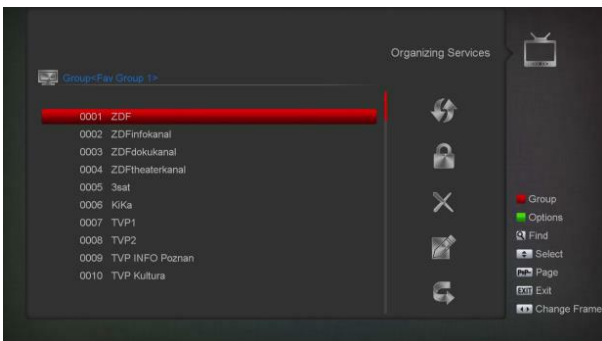 Organizing Services
Group<Fav Group 1>
0001 ZDF
0002 ZDFinfokanal
0003 ZDFdokukanal
0004 ZDFtheaterkanal
0005 3sat
0006 KiKa
0007 TVP1
0008 TVP2
0009 TVP INFO Poznan
0010 TVP Kultura
Group
Options
Find
Select
Page
EXIT Exit
Change Frame